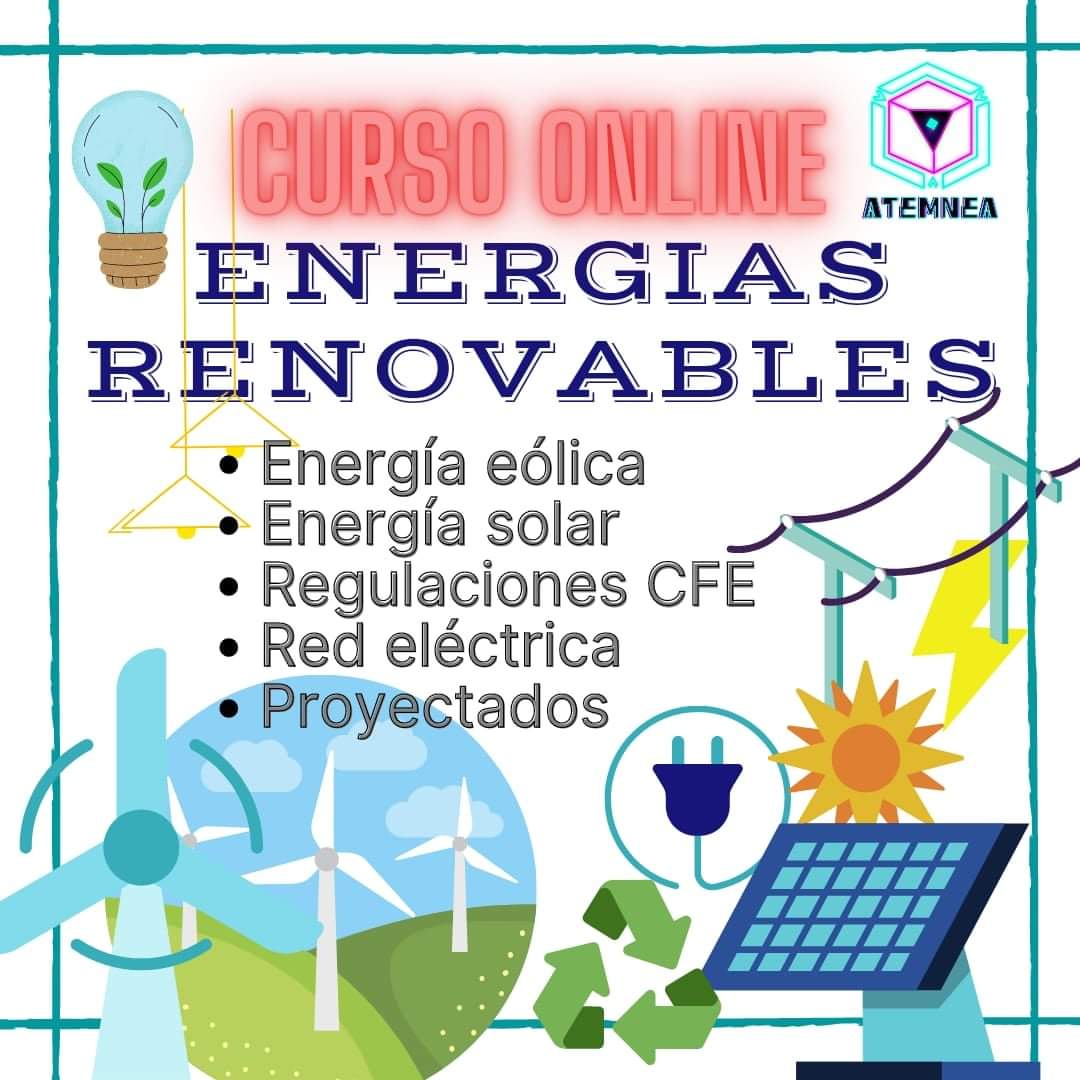 CURSO ONLINE
ATEMNEA
ENERGIAS
RENOVABLES
• Energía eólica
• Energía solar
• Regulaciones CFE
• Red eléctrica
• Proyectados